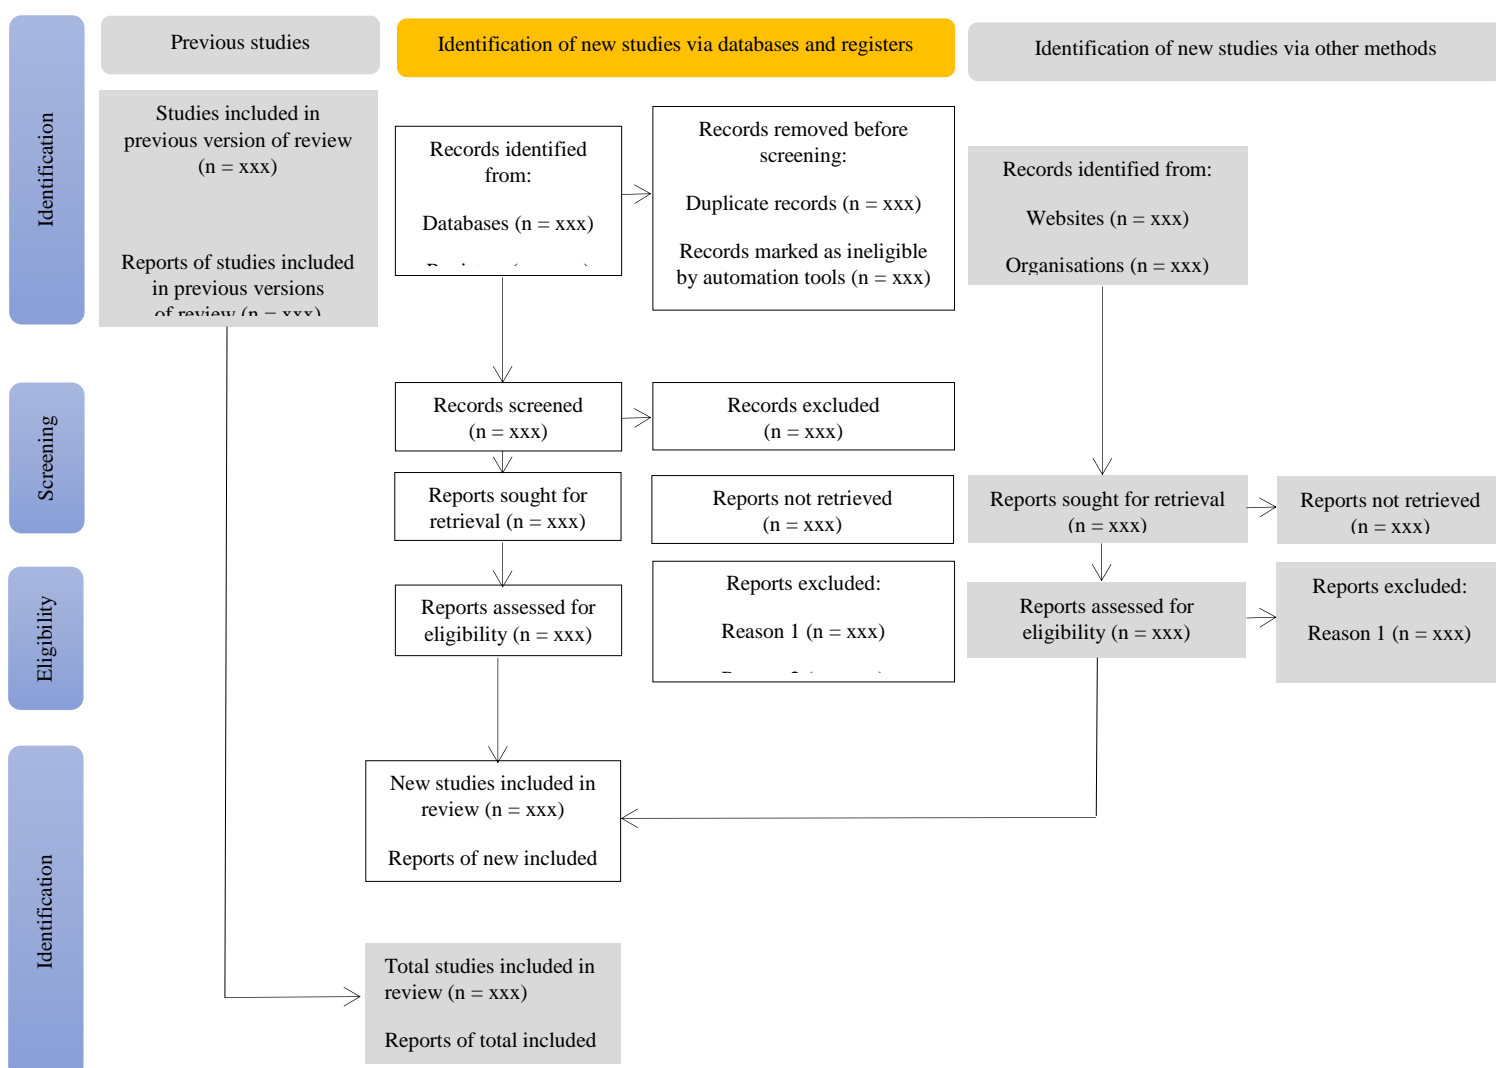 Identification
Previous studies
Identification of new studies via databases and registers
Identification of new studies via other methods
Studies included in
previous version of review
(n = xxx)
Reports of studies included
in previous versions
of review (n = xxx)
Records identified
from:
Databases (n = xxx)
Records removed before
screening:
Duplicate records (n = xxx)
Records marked as ineligible
by automation tools (n = xxx)
Records identified from:
Websites (n = xxx)
Organisations (n = xxx)
Screening
Records screened
(n = xxx)
Records excluded
(n = xxx)
Reports sought for
retrieval (n = xxx)
Reports not retrieved
(n = xxx)
Reports sought for retrieval
(n = xxx)
Reports not retrieved
(n = xxx)
Eligibility
Reports assessed for
eligibility (n = xxx)
Reports excluded:
Reason 1 (n = xxx)
Reports assessed for
eligibility (n = xxx)
Reports excluded:
Reason 1 (n = xxx)
Identification
New studies included in
review (n = xxx)
Reports of new included
Total studies included in
review (n = xxx)
Reports of total included